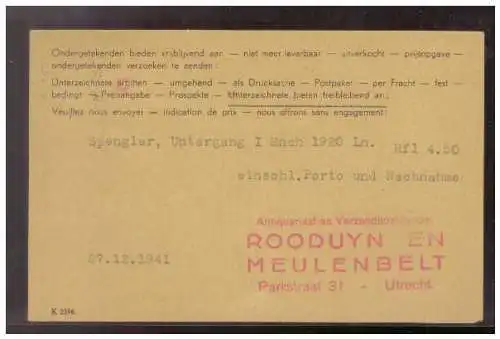 Ondergetekenden bieden vrijblijvend aan — niet meer leverbaar — uitverkocht — prijsopgave —
ondergetekenden verzoeken te zenden:
Unterzeichnete erbitten — umgehend — als Drucksache — Postpaket — per Fracht — fest —
bedingt — Preisangabe — Prospekte — Unterzeichnete bieten freibleibend an:
Veuillez nous envoyer — indication de prix — nous offrons sans engagement:
Spengler, Untergang I Bnch 1920 Ln. Hfl 4.50
einschl. Porto und Nachnahme
Antiquariaat en
ROODUYN EN
MEULENBELT
27.12.1941
Parkstraat 31 - Utrecht
K 2316